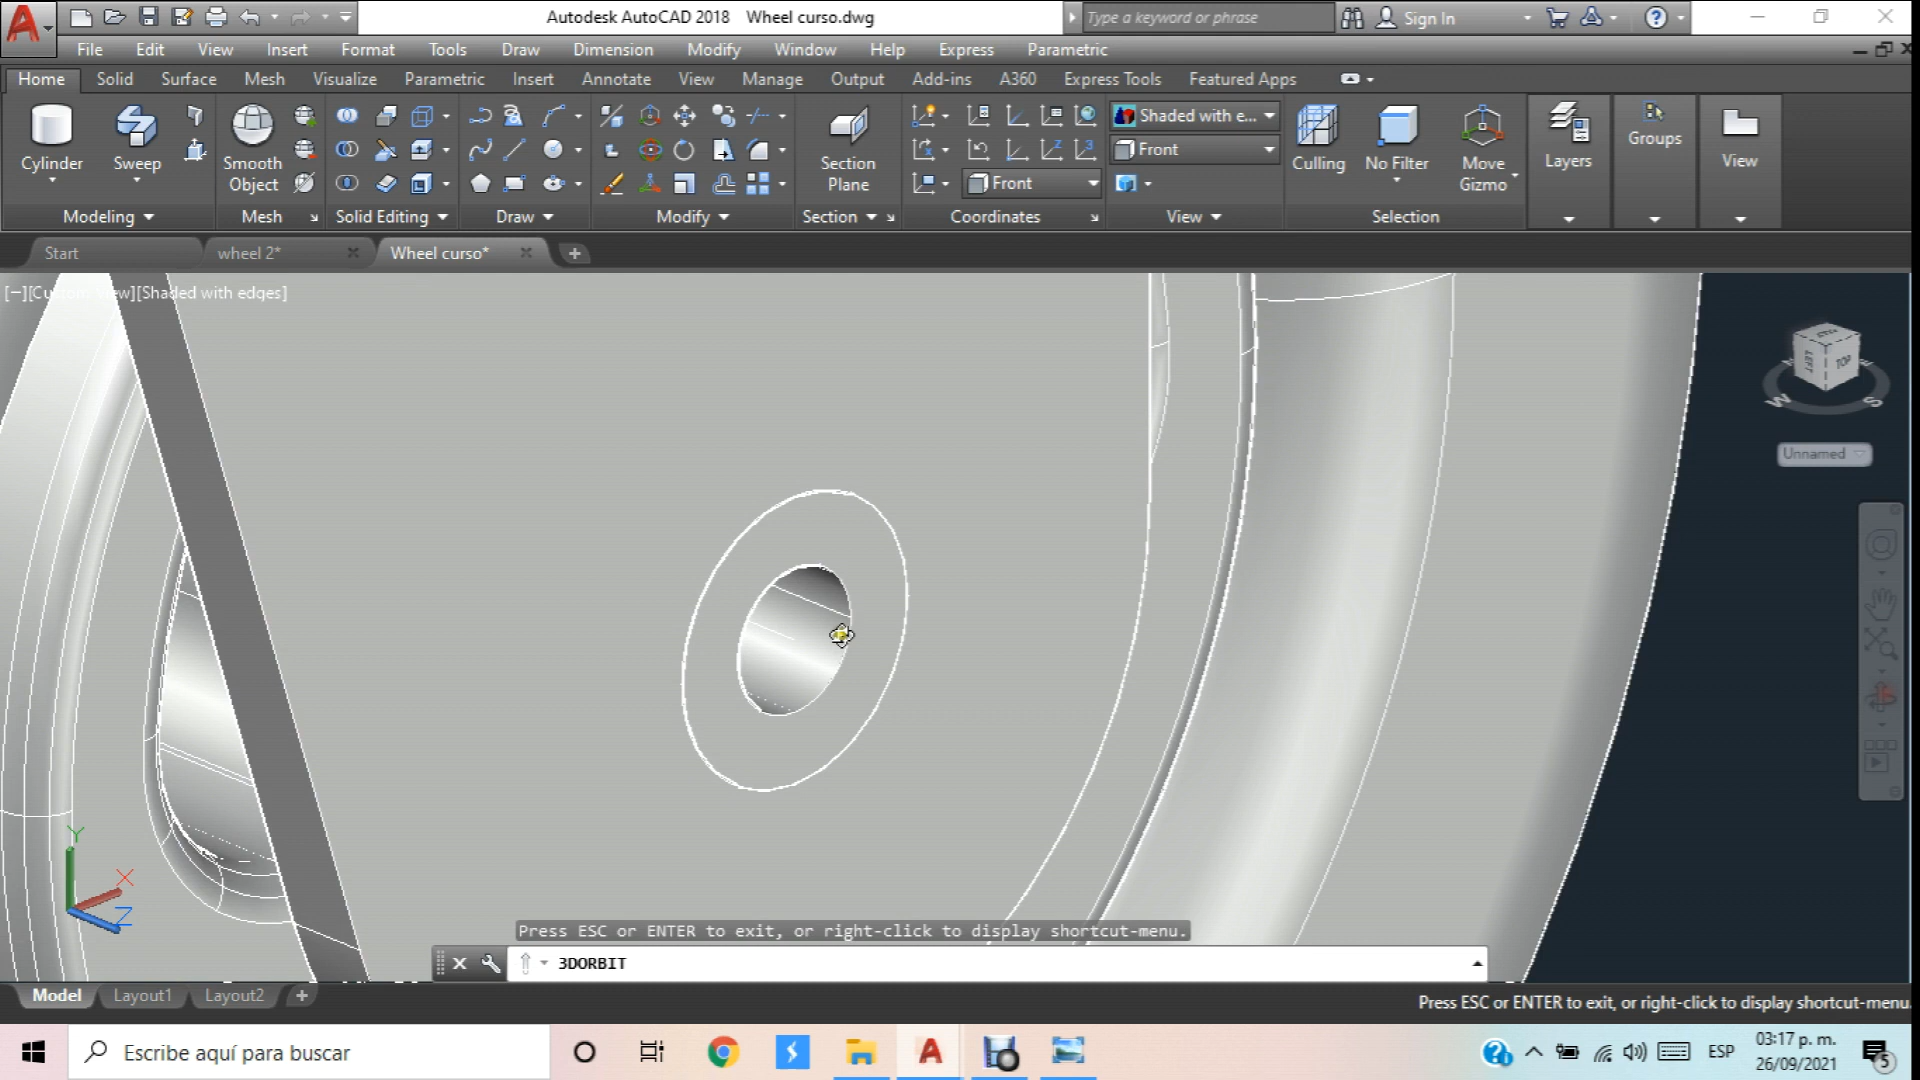 Autodesk AutoCAD 2018 Wheel curso.dwg
Type a keyword or phrase
Sign In
File Edit View Insert Format Tools Draw Dimension Modify Window Help Express Parametric
Home Solid Surface Mesh Visualize Parametric Insert Annotate View Manage Output Add-ins A360 Express Tools Featured Apps
Cylinder
Sweep
Smooth
Object
Section
Plane
Front
Shaded with e...
Front
Culling
No Filter
Move
Gizmo
Layers
Groups
View
Modeling
Mesh
Solid Editing
Draw
Modify
Section
Coordinates
View
Selection
Start
wheel 2*
Wheel curso*
[Shaded with edges]
LEFT
TOP
W
S
Unnamed
Y
X
Z
Press ESC or ENTER to exit, or right-click to display shortcut-menu.
3DORBIT
Model
Layout1
Layout2
Press ESC or ENTER to exit, or right-click to display shortcut-menu.
Escribe aquí para buscar
ESP
03:17 p. m.
26/09/2021
5